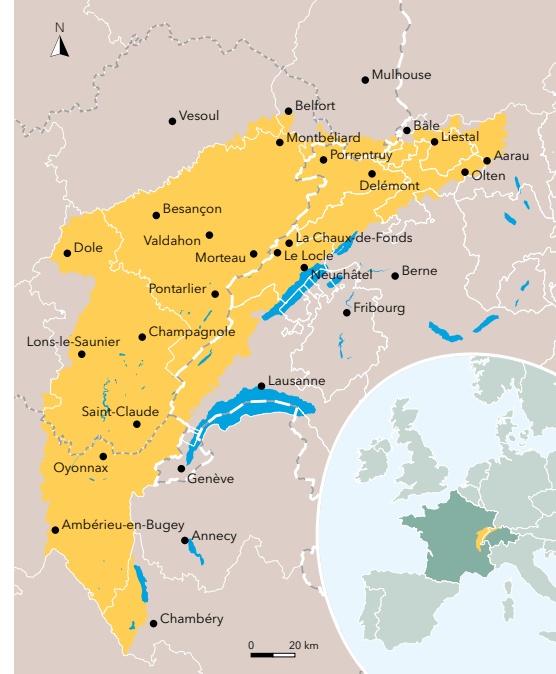 N
Mulhouse
Belfort
Vesoul
Bâle
Montbéliard
Liestal
Porrentruy
Aarau
Olten
Delémont
Besançon
Valdahon
La Chaux-de-Fonds
Dole
Morteau
Le Locle
Neuchâtel
Berne
Pontarlier
Fribourg
Champagnole
Lons-le-Saunier
Lausanne
Saint-Claude
Oyonnax
Genève
Ambérieu-en-Bugey
Annecy
Chambéry
0 20 km